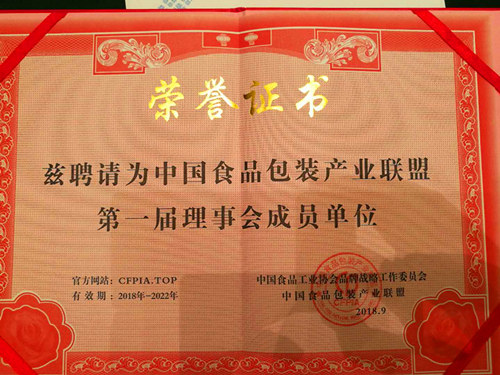 荣誉证书
兹聘请为中国食品包装产业联盟
第一届理事会成员单位
官方网站：CFPIA.TOP
有效期：2018年-2022年
中国食品工业协会品牌战略工作委员会
中国食品包装产业联盟
2018.9